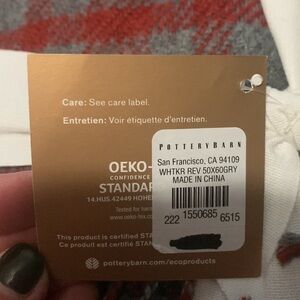 Care: See care label.
Entretien: Voir étiquette d'entretien.
OEKO-
CONFIDENCE
STANDAR
14.HUS.42449 HOHE
Tested for harm
www.oeko-tex.co
This product is certified STA
Ce produit est certifié STAN
potterybarn.com/ecoproducts
POTTERYBARN
San Francisco, CA 94109
WHTKR REV 50X60GRY
MADE IN CHINA
222 1550685 6515